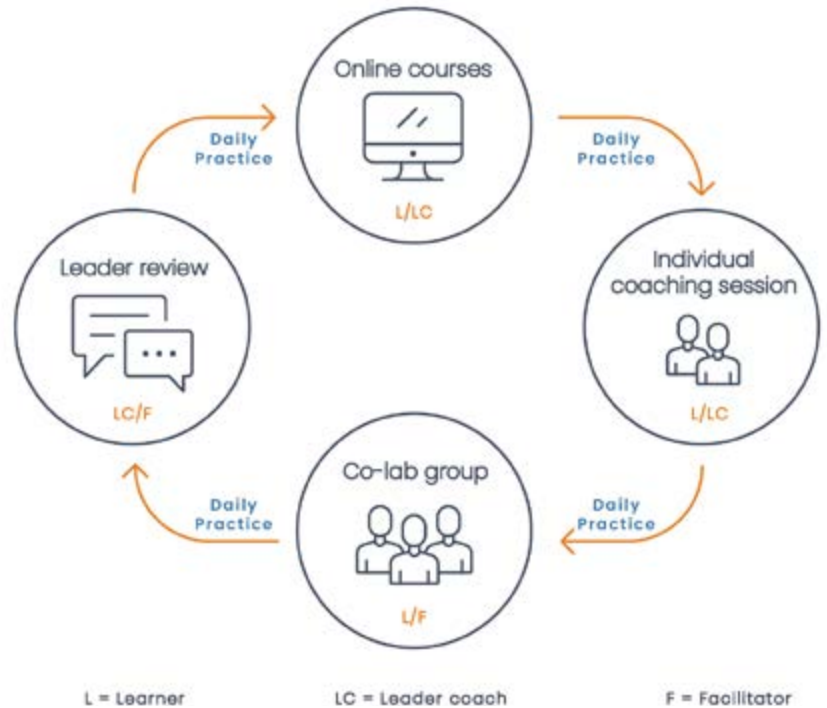 Online courses
L/LC
Daily
Practice
Daily
Practice
Individual
coaching session
L/LC
Daily
Practice
Co-lab group
L/F
Daily
Practice
Leader review
LC/F
L = Learner
LC = Leader coach
F = Facilitator